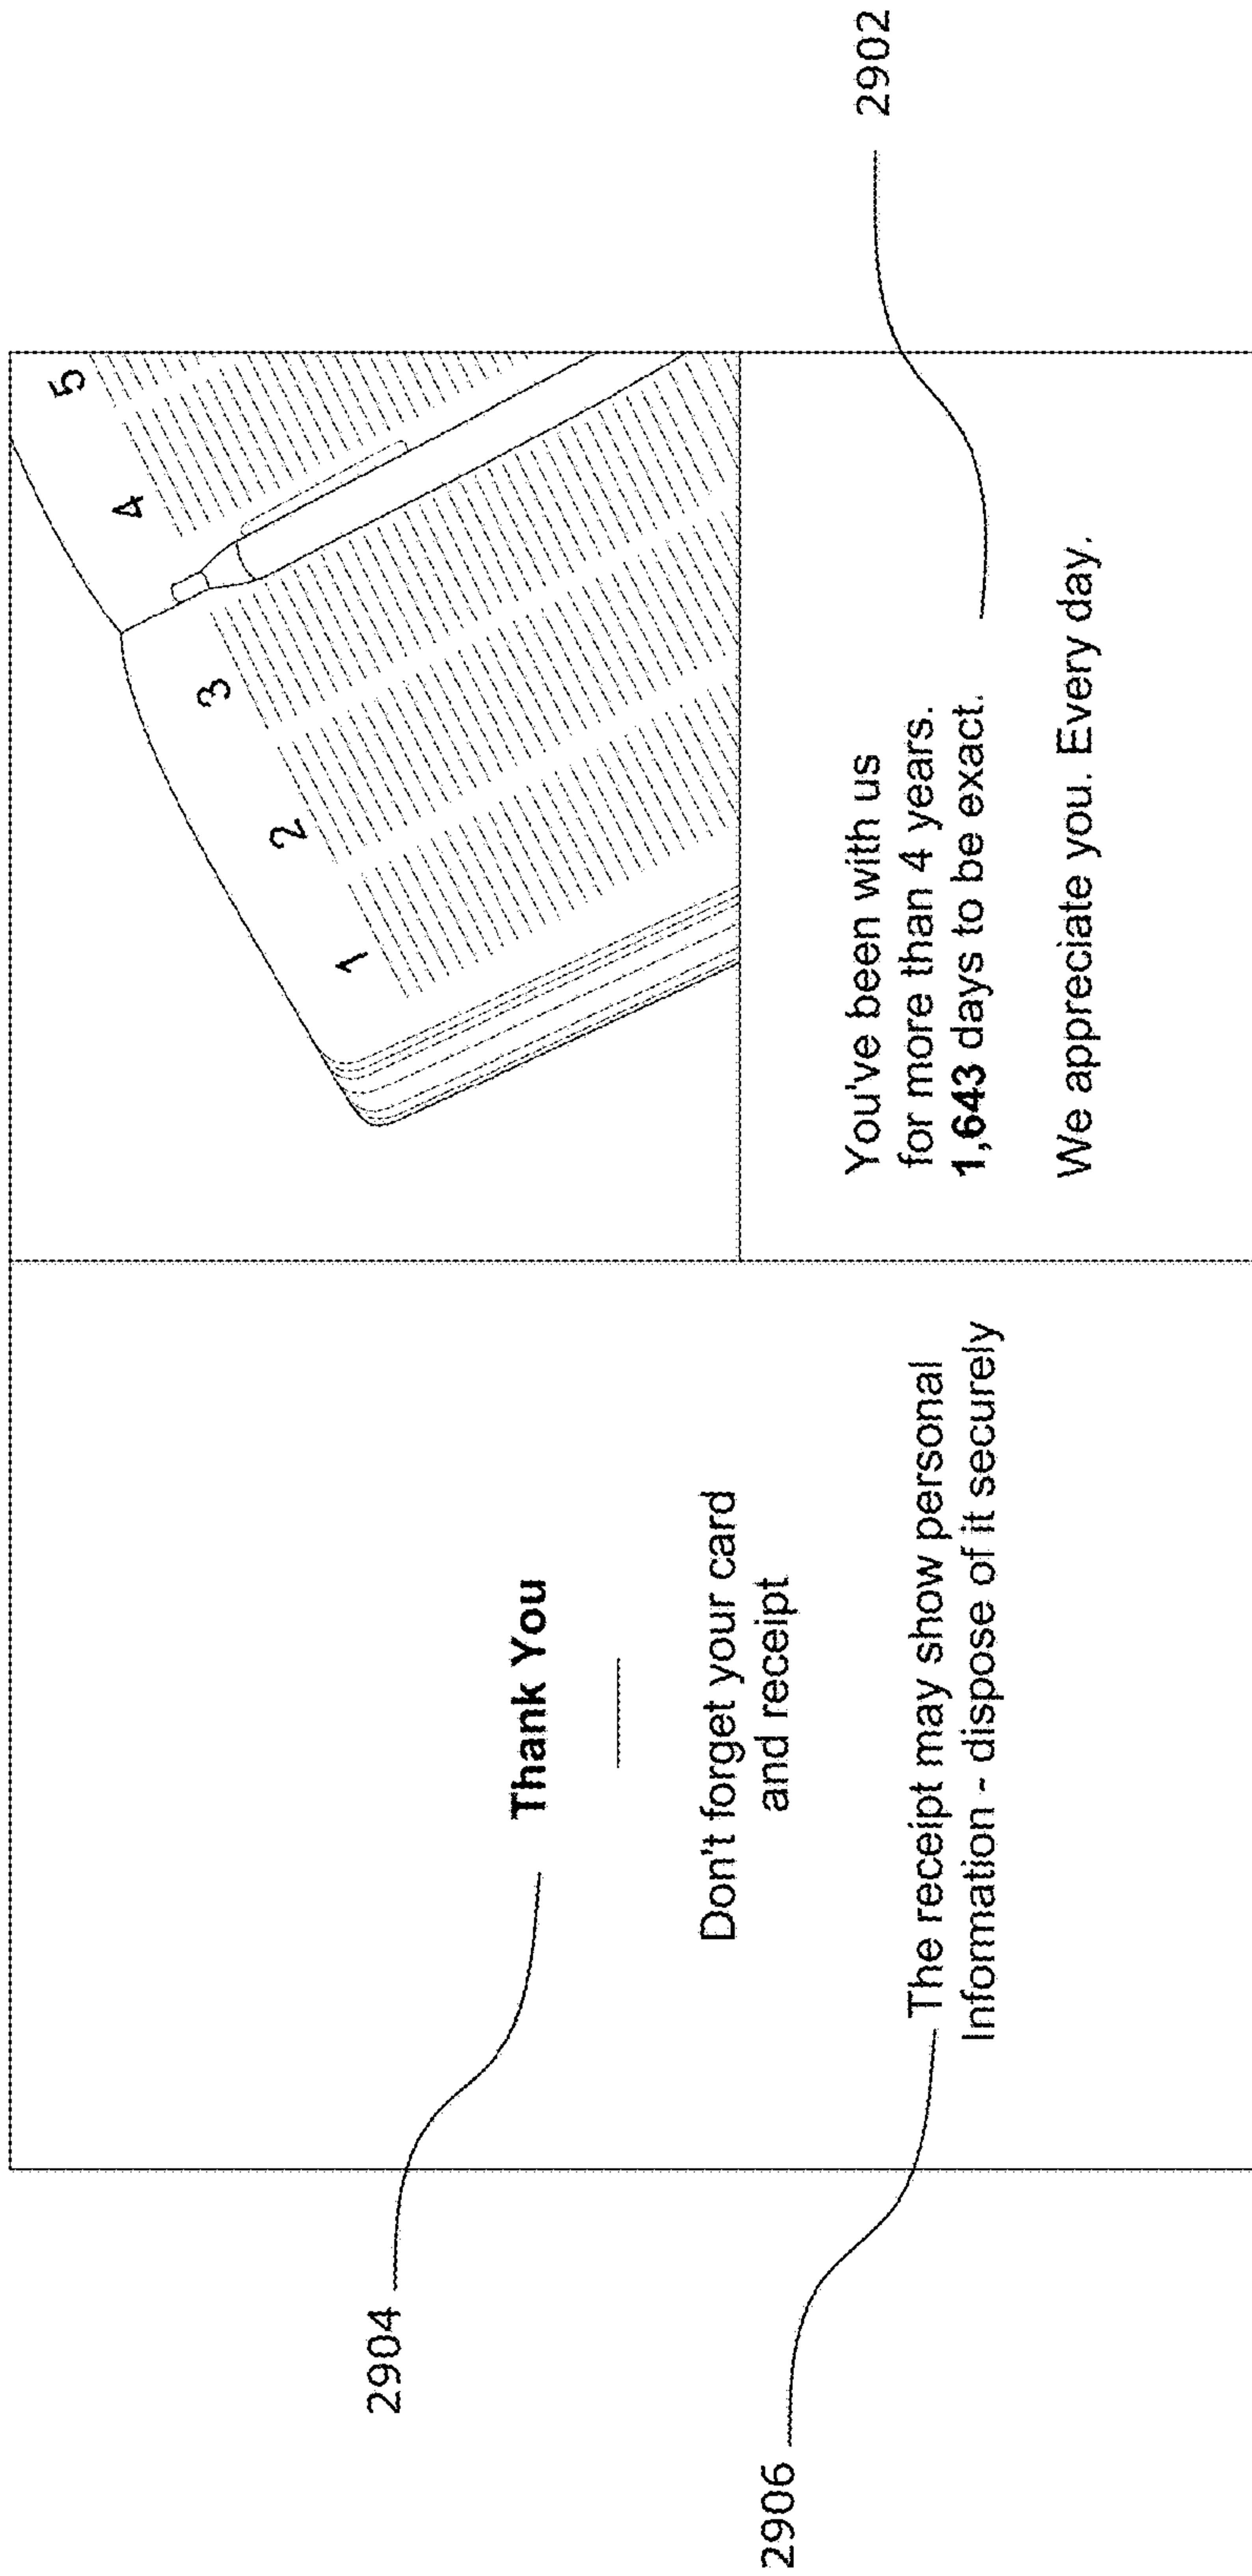 2904
Thank You
Don't forget your card
and receipt
2906
The receipt may show personal
Information - dispose of it securely
1
2
3
4
5
You've been with us
for more than 4 years.
1,643 days to be exact.
We appreciate you. Every day.
2902